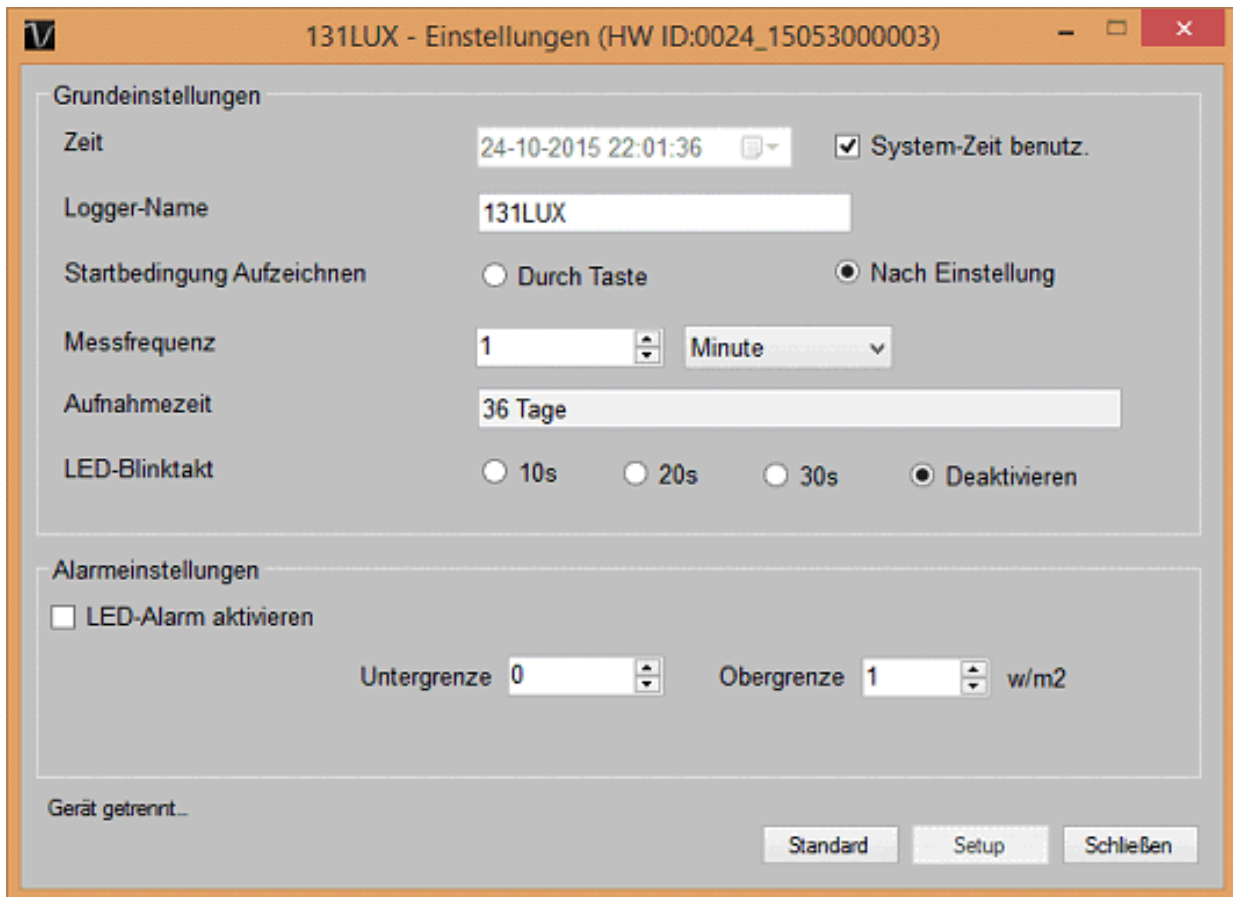 131LUX - Einstellungen (HW ID:0024_15053000003)
Grundeinstellungen
Zeit 24-10-2015 22:01:36 System-Zeit benutz.
Logger-Name 131LUX
Startbedingung Aufzeichnen Durch Taste Nach Einstellung
Messfrequenz 1 Minute
Aufnahmezeit 36 Tage
LED-Blinktakt 10s 20s 30s Deaktivieren
Alarmeinstellungen
LED-Alarm aktivieren
Untergrenze 0 Obergrenze 1 w/m2
Gerät getrennt...
Standard Setup Schließen